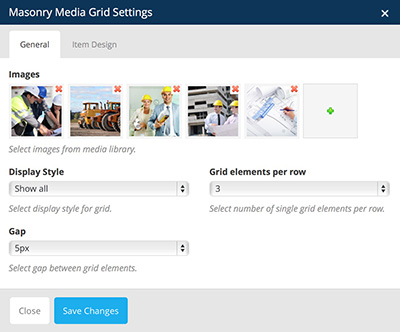 Masonry Media Grid Settings
General Item Design
Images
Select images from media library.
Display Style Grid elements per row
Show all 3
Select display style for grid. Select number of single grid elements per row.
Gap
5px
Select gap between grid elements.
Close Save Changes